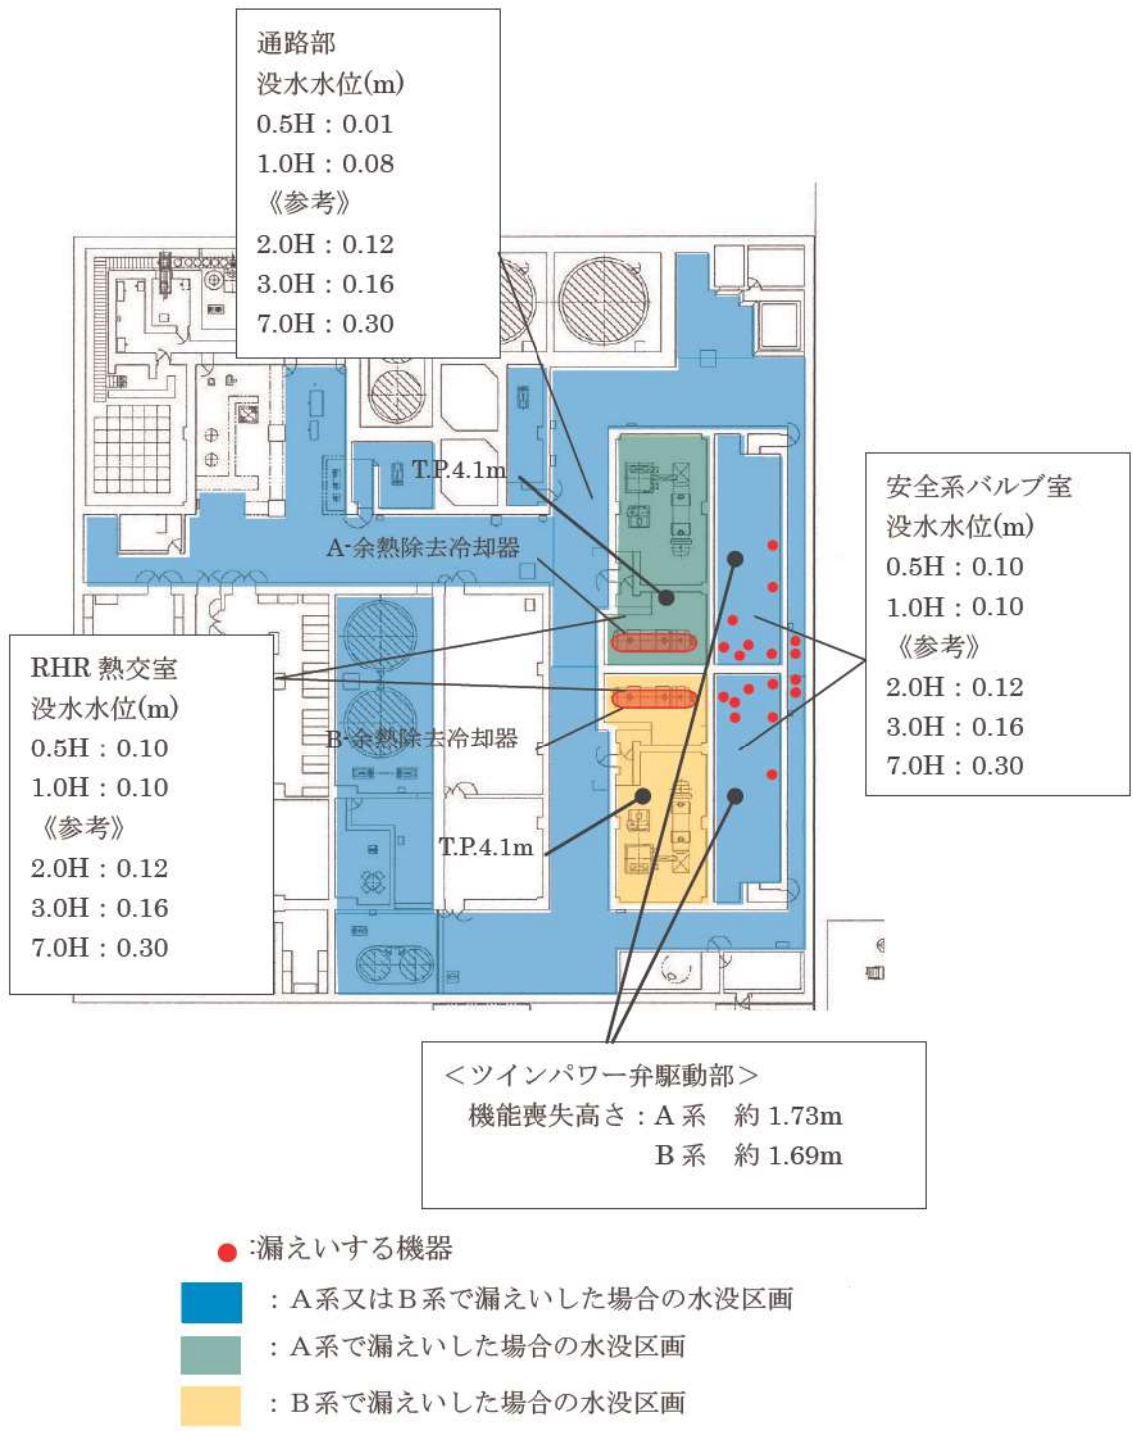 通路部
没水水位(m)
0.5H：0.01
1.0H：0.08
《参考》
2.0H：0.12
3.0H：0.16
7.0H：0.30
T.P.4.1m
A-余熱除去冷却器
安全系バルブ室
没水水位(m)
0.5H：0.10
1.0H：0.10
《参考》
2.0H：0.12
3.0H：0.16
7.0H：0.30
RHR 熱交室
没水水位(m)
0.5H：0.10
1.0H：0.10
《参考》
2.0H：0.12
3.0H：0.16
7.0H：0.30
B-余熱除去冷却器
T.P.4.1m
＜ツインパワー弁駆動部＞
機能喪失高さ：A 系　約 1.73m
B 系　約 1.69m
:漏えいする機器
：A系又はB系で漏えいした場合の水没区画
：A系で漏えいした場合の水没区画
：B系で漏えいした場合の水没区画